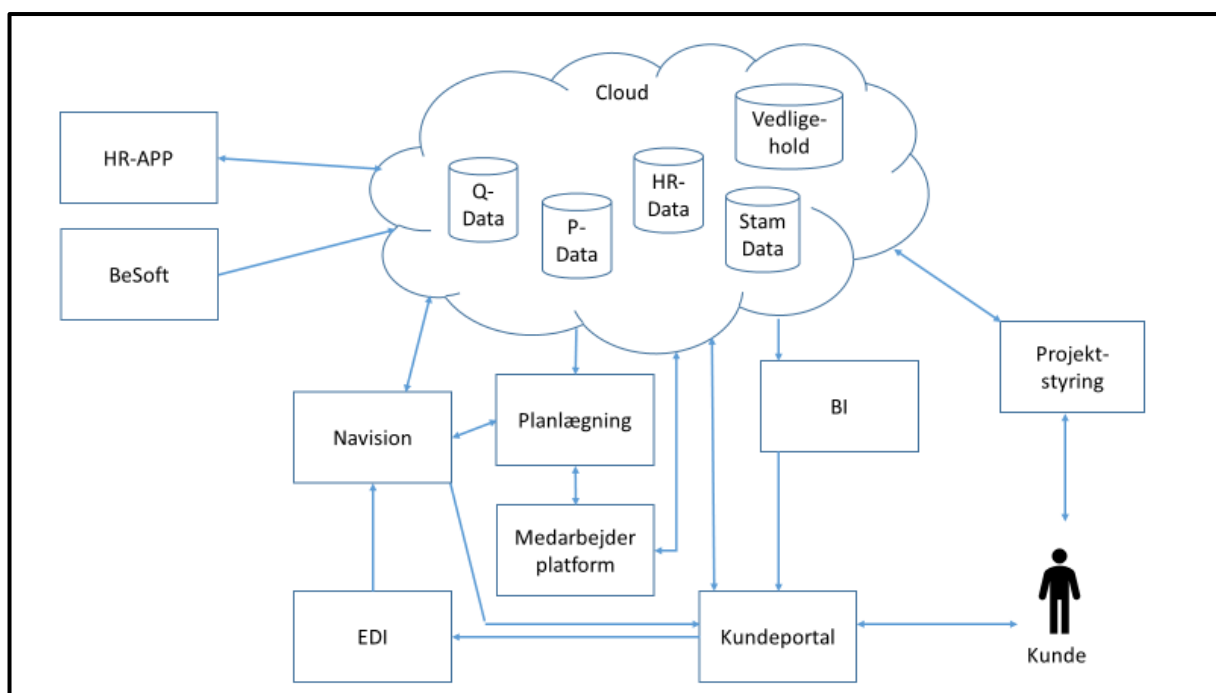 Cloud
Vedlige-
hold
HR-APP
Q-
Data
HR-
Data
P-
Data
Stam
Data
BeSoft
Projekt-
styring
Navision
Planlægning
BI
Medarbejder
platform
EDI
Kundeportal
Kunde